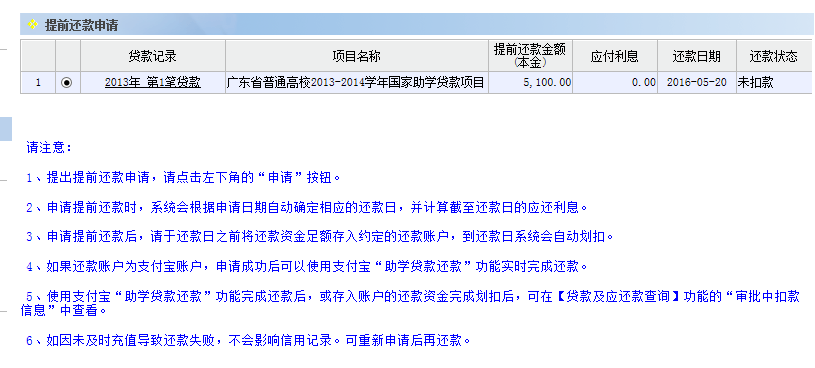 提前还款申请
贷款记录 项目名称 提前还款金额(本金) 应付利息 还款日期 还款状态
1 2013年 第1笔贷款 广东省普通高校2013-2014学年国家助学贷款项目 5,100.00 0.00 2016-05-20 未扣款
请注意：
1、提出提前还款申请，请点击左下角的“申请”按钮。
2、申请提前还款时，系统会根据申请日期自动确定相应的还款日，并计算截至还款日的应还利息。
3、申请提前还款后，请于还款日之前将还款资金足额存入约定的还款账户，到还款日系统会自动划扣。
4、如果还款账户为支付宝账户，申请成功后可以使用支付宝“助学贷款还款”功能实时完成还款。
5、使用支付宝“助学贷款还款”功能完成还款后，或存入账户的还款资金完成划扣后，可在【贷款及应还款查询】功能的“审批中扣款
信息”中查看。
6、如因未及时充值导致还款失败，不会影响信用记录。可重新申请后再还款。